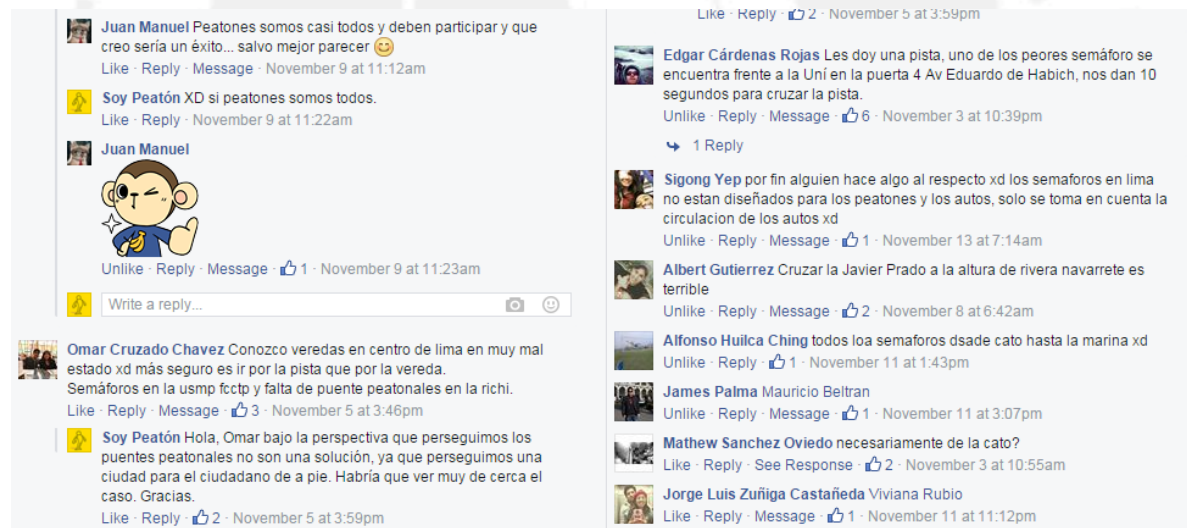 Juan Manuel Peatones somos casi todos y deben participar y que
creo sería un éxito... salvo mejor parecer
Like · Reply · Message · November 9 at 11:12am
Soy Peatón XD si peatones somos todos.
Like · Reply · November 9 at 11:22am
Juan Manuel
Unlike · Reply · Message · 1 · November 9 at 11:23am
Write a reply...
Omar Cruzado Chavez Conozco veredas en centro de lima en muy mal
estado xd más seguro es ir por la pista que por la vereda.
Semáforos en la usmp fcctp y falta de puente peatonales en la richi.
Like · Reply · Message · 3 · November 5 at 3:46pm
Soy Peatón Hola, Omar bajo la perspectiva que perseguimos los
puentes peatonales no son una solución, ya que perseguimos una
ciudad para el ciudadano de a pie. Habría que ver muy de cerca el
caso. Gracias.
Like · Reply · 2 · November 5 at 3:59pm
Like · Reply · 2 · November 5 at 3:59pm
Edgar Cárdenas Rojas Les doy una pista, uno de los peores semáforo se
encuentra frente a la Uní en la puerta 4 Av Eduardo de Habich, nos dan 10
segundos para cruzar la pista.
Unlike · Reply · Message · 6 · November 3 at 10:39pm
1 Reply
Sigong Yep por fin alguien hace algo al respecto xd los semaforos en lima
no estan diseñados para los peatones y los autos, solo se toma en cuenta la
circulacion de los autos xd
Unlike · Reply · Message · 1 · November 13 at 7:14am
Albert Gutierrez Cruzar la Javier Prado a la altura de rivera navarrete es
terrible
Unlike · Reply · Message · 2 · November 8 at 6:42am
Alfonso Huilca Ching todos loa semaforos dsade cato hasta la marina xd
Unlike · Reply · 1 · November 11 at 1:43pm
James Palma Mauricio Beltran
Unlike · Reply · Message · 1 · November 11 at 3:07pm
Mathew Sanchez Oviedo necesariamente de la cato?
Like · Reply · See Response · 2 · November 3 at 10:55am
Jorge Luis Zuñiga Castañeda Viviana Rubio
Like · Reply · Message · 1 · November 11 at 11:12pm